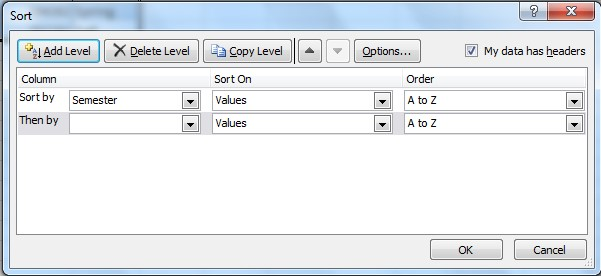 Sort
Add Level Delete Level Copy Level Options... My data has headers
Column Sort On Order
Sort by Semester Values A to Z
Then by Values A to Z
OK Cancel